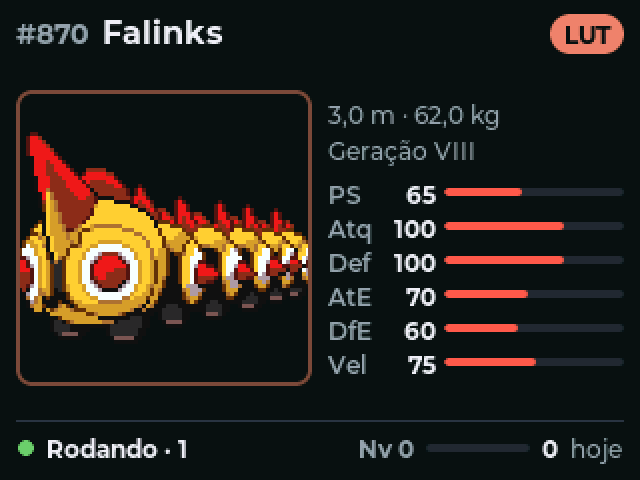 #870 Falinks LUT
3,0 m · 62,0 kg
Geração VIII
PS 65
Atq 100
Def 100
AtE 70
DfE 60
Vel 75
Rodando · 1 Nv 0 0 hoje